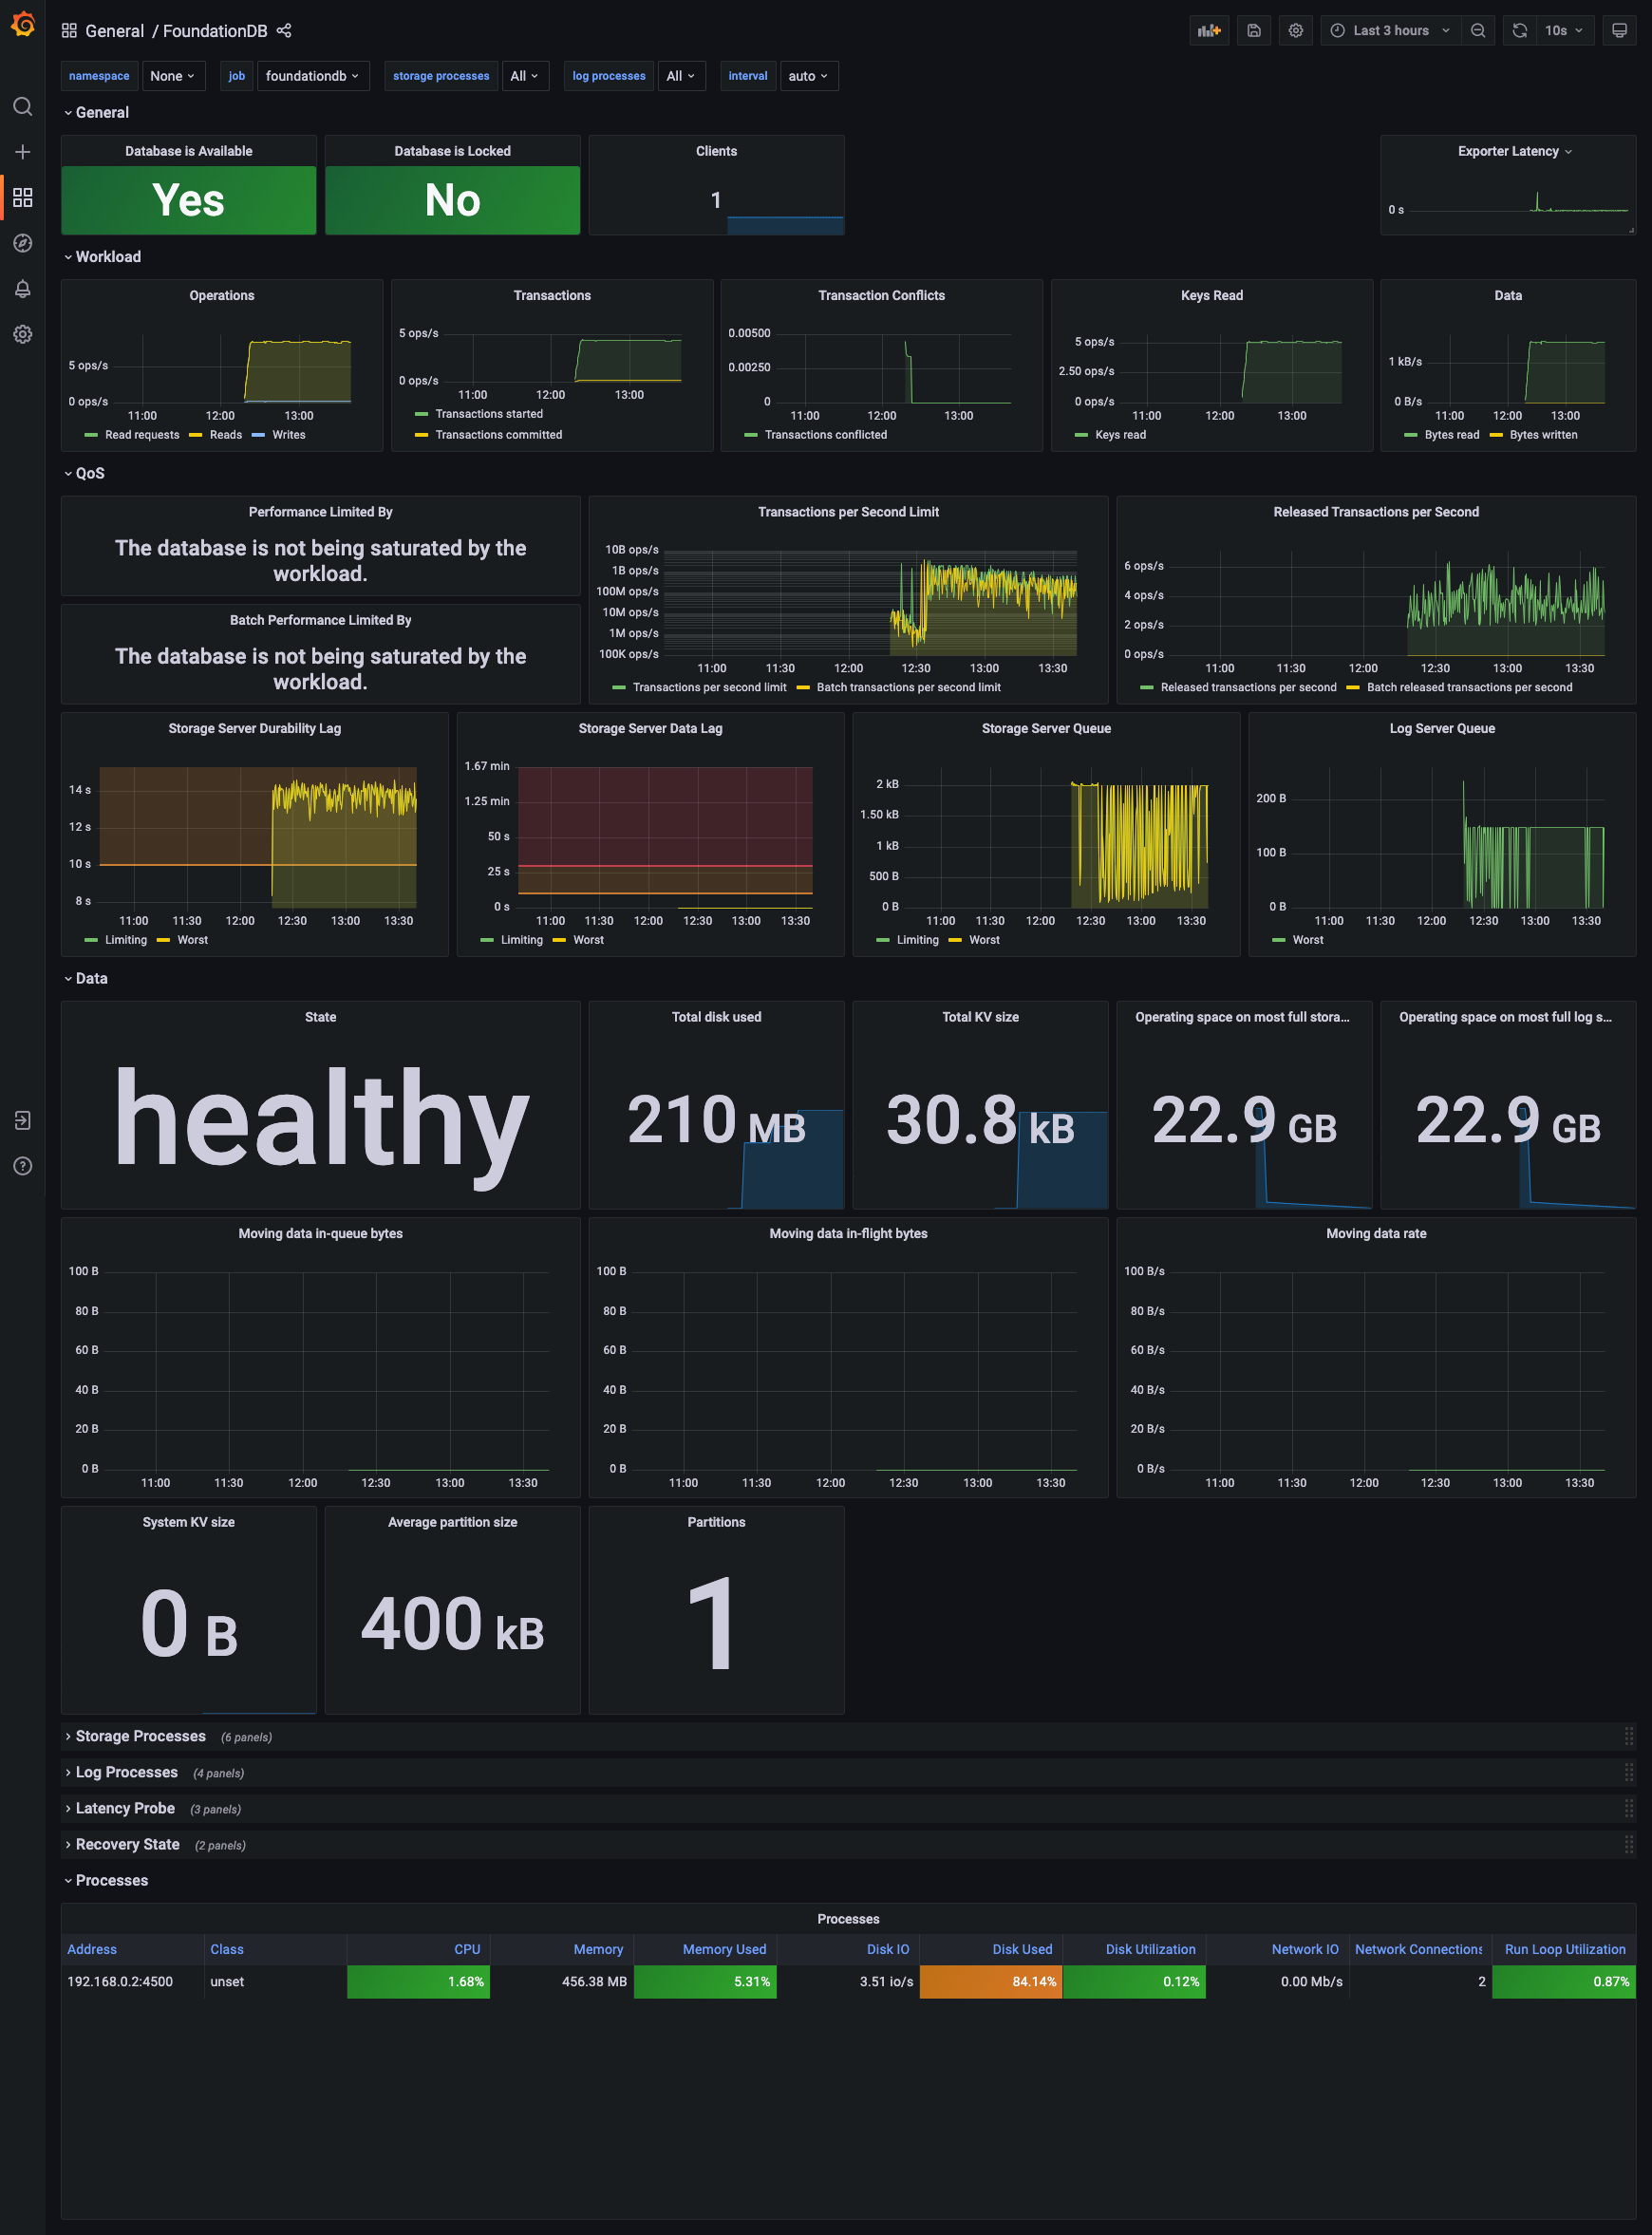 General / FoundationDB
Last 3 hours
10s
namespace None job foundationdb storage processes All log processes All interval auto
General
Database is Available
Yes
Database is Locked
No
Clients
1
Exporter Latency
0 s
Workload
Operations
5 ops/s
0 ops/s
11:00 12:00 13:00
Read requests Reads Writes
Transactions
5 ops/s
0 ops/s
11:00 12:00 13:00
Transactions started
Transactions committed
Transaction Conflicts
0.00500
0.00250
0
11:00 12:00 13:00
Transactions conflicted
Keys Read
5 ops/s
2.50 ops/s
0 ops/s
11:00 12:00 13:00
Keys read
Data
1 kB/s
0 B/s
11:00 12:00 13:00
Bytes read Bytes written
QoS
Performance Limited By
The database is not being saturated by the
workload.
Batch Performance Limited By
The database is not being saturated by the
workload.
Transactions per Second Limit
10B ops/s
1B ops/s
100M ops/s
10M ops/s
1M ops/s
100K ops/s
11:00 11:30 12:00 12:30 13:00 13:30
Transactions per second limit Batch transactions per second limit
Released Transactions per Second
6 ops/s
4 ops/s
2 ops/s
0 ops/s
11:00 11:30 12:00 12:30 13:00 13:30
Released transactions per second Batch released transactions per second
Storage Server Durability Lag
14 s
12 s
10 s
8 s
11:00 11:30 12:00 12:30 13:00 13:30
Limiting Worst
Storage Server Data Lag
1.67 min
1.25 min
50 s
25 s
0 s
11:00 11:30 12:00 12:30 13:00 13:30
Limiting Worst
Storage Server Queue
2 kB
1.50 kB
1 kB
500 B
0 B
11:00 11:30 12:00 12:30 13:00 13:30
Limiting Worst
Log Server Queue
200 B
100 B
0 B
11:00 11:30 12:00 12:30 13:00 13:30
Worst
Data
State
healthy
Total disk used
210 MB
Total KV size
30.8 kB
Operating space on most full stora...
22.9 GB
Operating space on most full log s...
22.9 GB
Moving data in-queue bytes
100 B
80 B
60 B
40 B
20 B
0 B
11:00 11:30 12:00 12:30 13:00 13:30
Moving data in-flight bytes
100 B
80 B
60 B
40 B
20 B
0 B
11:00 11:30 12:00 12:30 13:00 13:30
Moving data rate
100 B/s
80 B/s
60 B/s
40 B/s
20 B/s
0 B/s
11:00 11:30 12:00 12:30 13:00 13:30
System KV size
0 B
Average partition size
400 kB
Partitions
1
Storage Processes (6 panels)
Log Processes (4 panels)
Latency Probe (3 panels)
Recovery State (2 panels)
Processes
Processes
Address Class CPU Memory Memory Used Disk IO Disk Used Disk Utilization Network IO Network Connections Run Loop Utilization
192.168.0.2:4500 unset 1.68% 456.38 MB 5.31% 3.51 io/s 84.14% 0.12% 0.00 Mb/s 2 0.87%